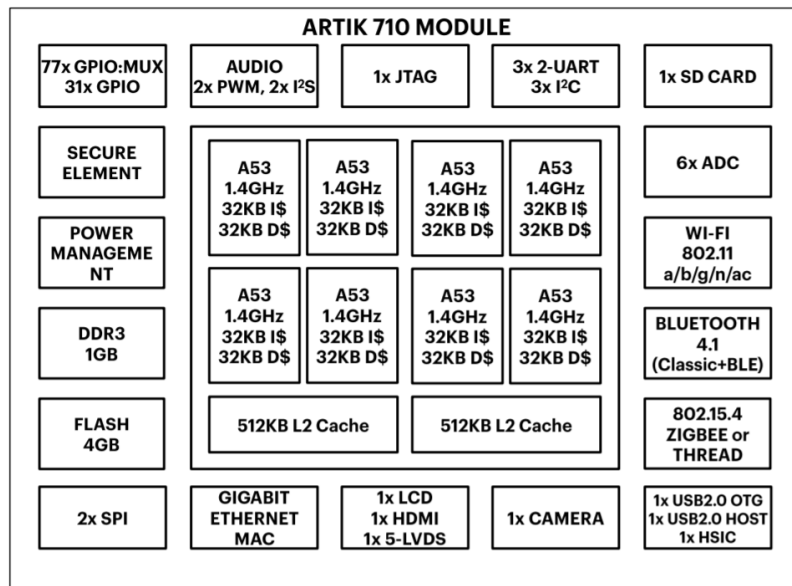 ARTIK 710 MODULE
77x GPIO:MUX
31x GPIO
AUDIO
2x PWM, 2x I²S
1x JTAG
3x 2-UART
3x I²C
1x SD CARD
SECURE
ELEMENT
A53
1.4GHz
32KB I$
32KB D$
A53
1.4GHz
32KB I$
32KB D$
A53
1.4GHz
32KB I$
32KB D$
A53
1.4GHz
32KB I$
32KB D$
6x ADC
POWER
MANAGEME
NT
WI-FI
802.11
a/b/g/n/ac
DDR3
1GB
A53
1.4GHz
32KB I$
32KB D$
A53
1.4GHz
32KB I$
32KB D$
A53
1.4GHz
32KB I$
32KB D$
A53
1.4GHz
32KB I$
32KB D$
BLUETOOTH
4.1
(Classic+BLE)
FLASH
4GB
512KB L2 Cache
512KB L2 Cache
802.15.4
ZIGBEE or
THREAD
2x SPI
GIGABIT
ETHERNET
MAC
1x LCD
1x HDMI
1x 5-LVDS
1x CAMERA
1x USB2.0 OTG
1x USB2.0 HOST
1x HSIC